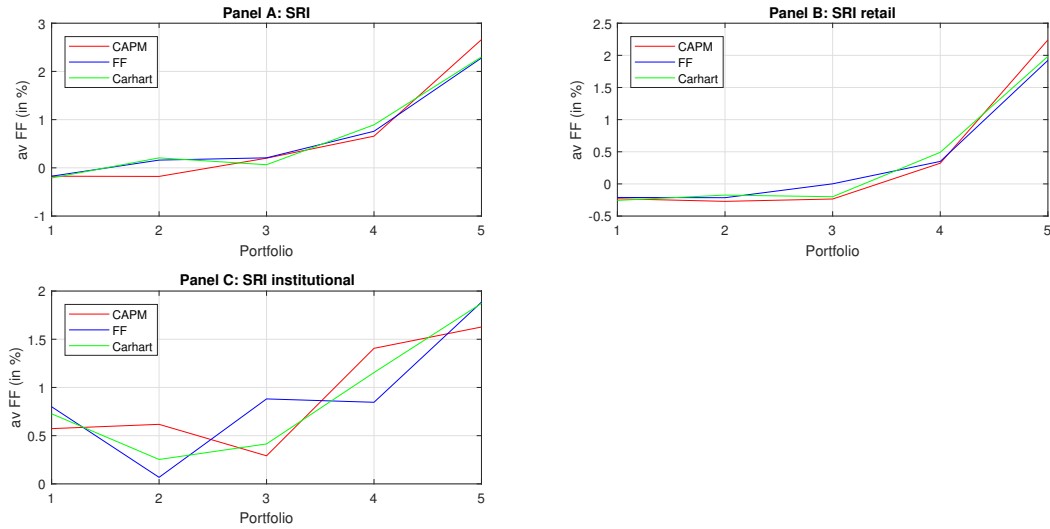 Panel A: SRI
3
2
1
0
-1
av FF (in %)
CAPM
FF
Carhart
1 2 3 4 5
Portfolio
Panel B: SRI retail
2.5
2
1.5
1
0.5
0
-0.5
av FF (in %)
CAPM
FF
Carhart
1 2 3 4 5
Portfolio
Panel C: SRI institutional
2
1.5
1
0.5
0
av FF (in %)
CAPM
FF
Carhart
1 2 3 4 5
Portfolio